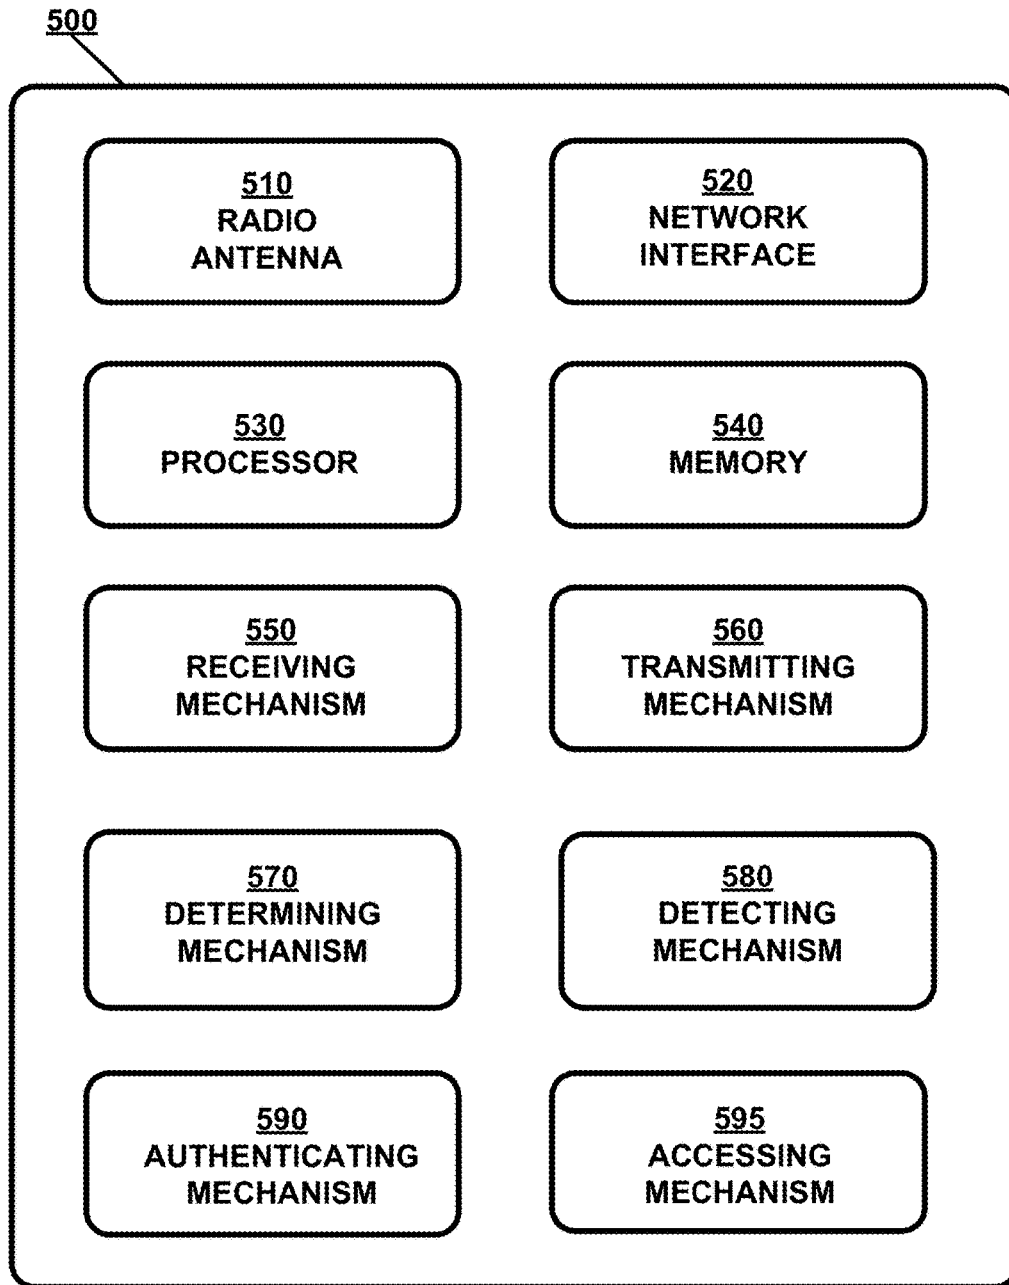 500
510
RADIO
ANTENNA
520
NETWORK
INTERFACE
530
PROCESSOR
540
MEMORY
550
RECEIVING
MECHANISM
560
TRANSMITTING
MECHANISM
570
DETERMINING
MECHANISM
580
DETECTING
MECHANISM
590
AUTHENTICATING
MECHANISM
595
ACCESSING
MECHANISM